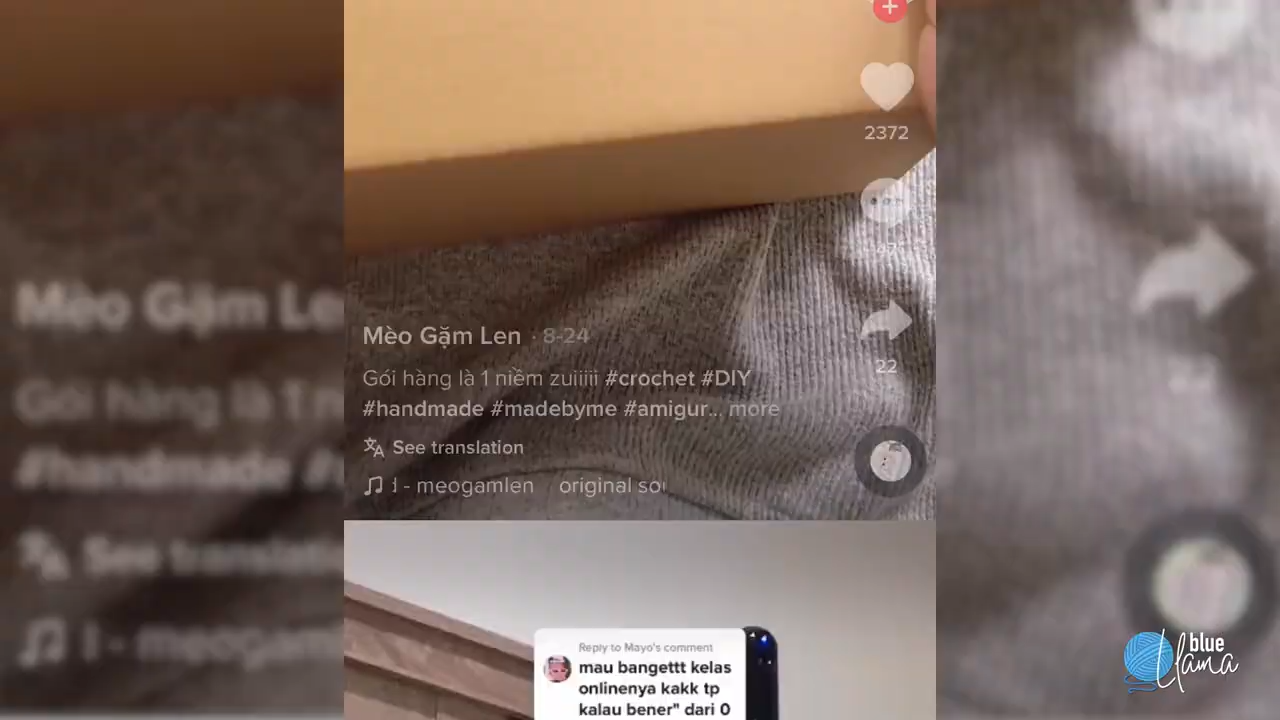 2372
Mèo Gặm Len · 8-24
Gói hàng là 1 niềm zuiiiii #crochet #DIY
#handmade #madebyme #amigur... more
22
See translation
- meogamlen original sou
Reply to Mayo's comment
mau bangettt kelas
onlinenya kakk tp
kalau bener" dari 0
blue
llama